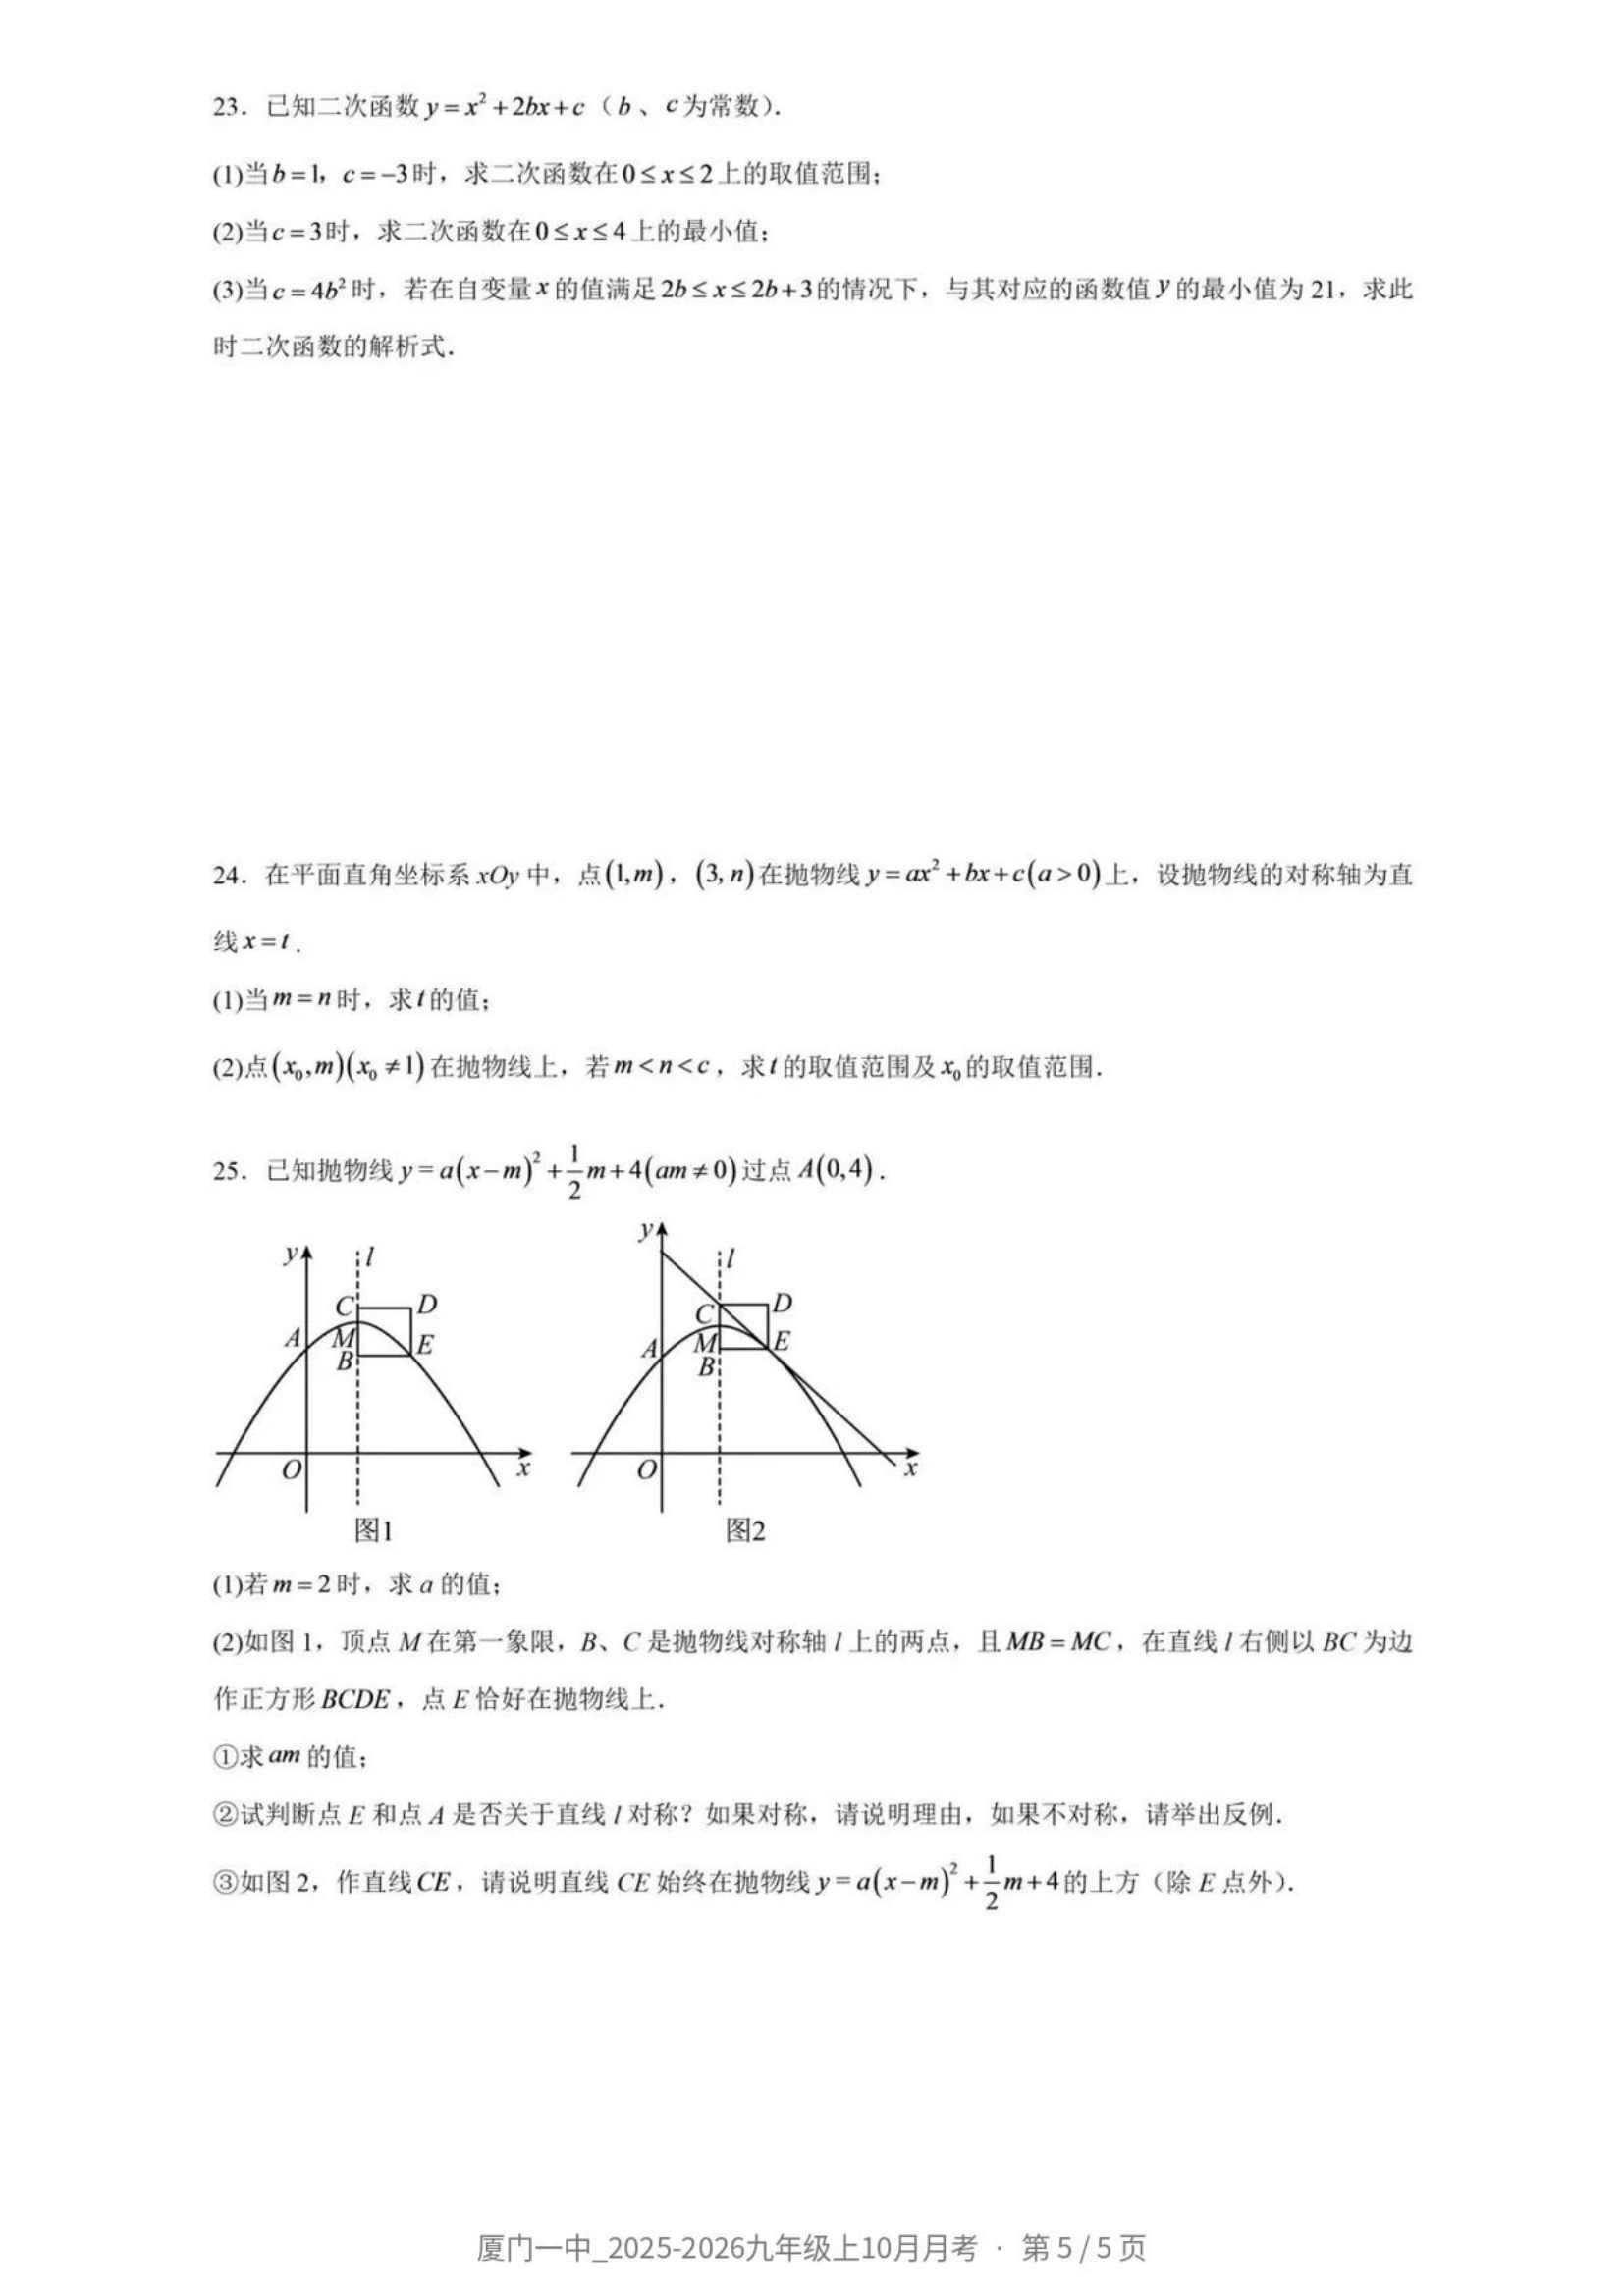 23．已知二次函数 y = x² + 2bx + c（b、c为常数）．
(1)当 b = 1，c = −3 时，求二次函数在 0 ≤ x ≤ 2 上的取值范围；
(2)当 c = 3 时，求二次函数在 0 ≤ x ≤ 4 上的最小值；
(3)当 c = 4b² 时，若在自变量 x 的值满足 2b ≤ x ≤ 2b + 3 的情况下，与其对应的函数值 y 的最小值为 21，求此
时二次函数的解析式．
24．在平面直角坐标系 xOy 中，点 (1, m)，(3, n) 在抛物线 y = ax² + bx + c (a > 0) 上，设抛物线的对称轴为直
线 x = t．
(1)当 m = n 时，求 t 的值；
(2)点 (x₀, m)(x₀ ≠ 1) 在抛物线上，若 m < n < c，求 t 的取值范围及 x₀ 的取值范围．
25．已知抛物线 y = a(x − m)² + 1/2 m + 4 (am ≠ 0) 过点 A(0, 4)．
y l C D A M E B O x
图1
y l C D A M E B O x
图2
(1)若 m = 2 时，求 a 的值；
(2)如图 1，顶点 M 在第一象限，B、C 是抛物线对称轴 l 上的两点，且 MB = MC，在直线 l 右侧以 BC 为边
作正方形 BCDE，点 E 恰好在抛物线上．
①求 am 的值；
②试判断点 E 和点 A 是否关于直线 l 对称？如果对称，请说明理由，如果不对称，请举出反例．
③如图 2，作直线 CE，请说明直线 CE 始终在抛物线 y = a(x − m)² + 1/2 m + 4 的上方（除 E 点外）．
厦门一中_2025-2026九年级上10月月考 · 第 5 / 5 页